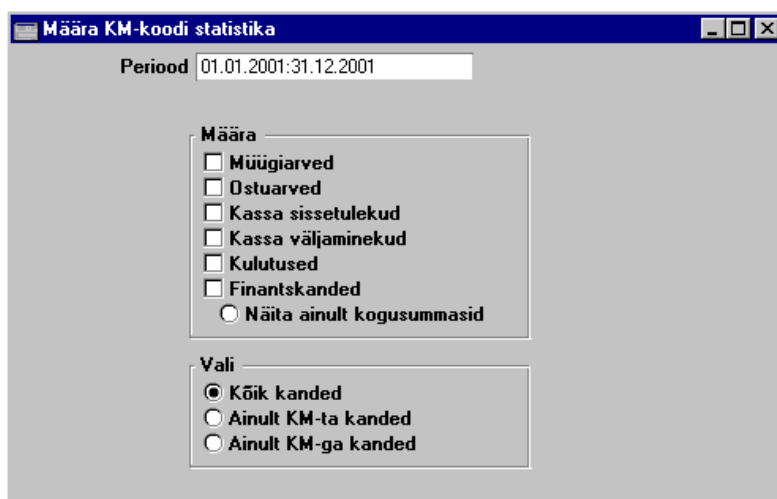 Määra KM-koodi statistika
Periood 01.01.2001:31.12.2001
Määra
Müügiarved
Ostuarved
Kassa sissetulekud
Kassa väljaminekud
Kulutused
Finantskanded
Näita ainult kogusummasid
Vali
Kõik kanded
Ainult KM-ta kanded
Ainult KM-ga kanded